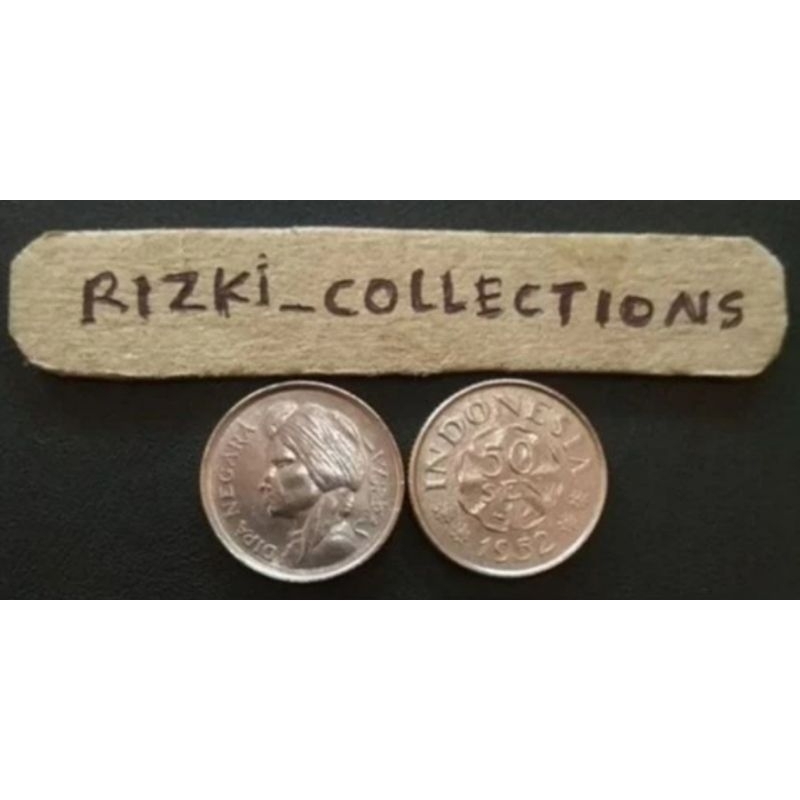 RIZKi_COLLECTIONS
DIPA NEGARA
INDONESIA
50
SEN
1952